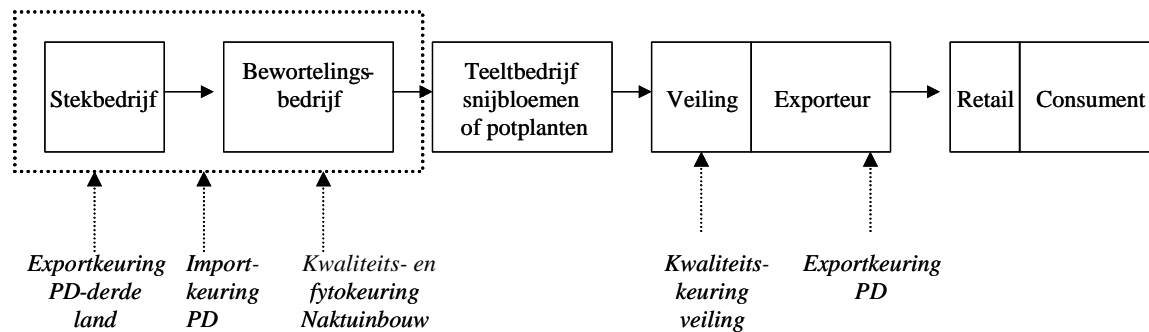 Stekbedrijf
Bewortelings-
bedrijf
Teeltbedrijf
snijbloemen
of potplanten
Veiling
Exporteur
Retail
Consument
Exportkeuring
PD-derde
land
Import-
keuring
PD
Kwaliteits- en
fytokeuring
Naktuinbouw
Kwaliteits-
keuring
veiling
Exportkeuring
PD